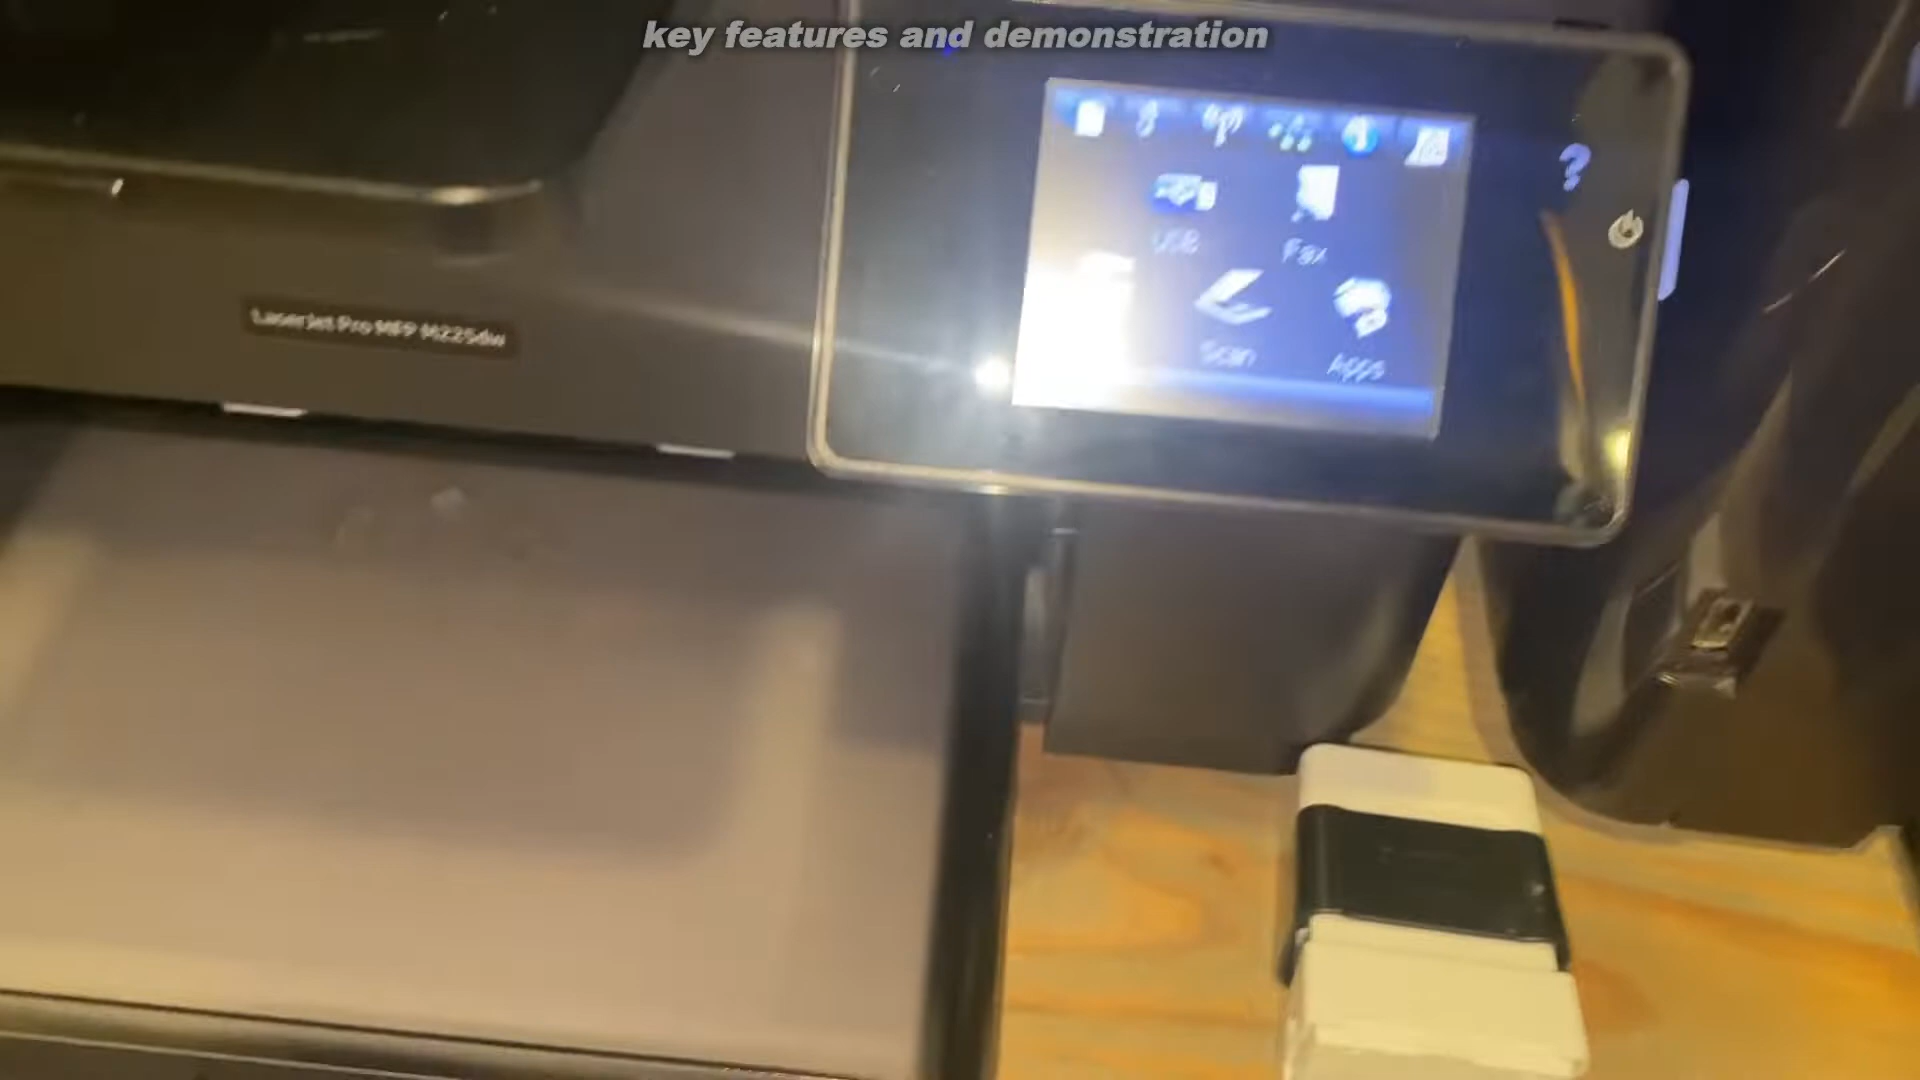 key features and demonstration
?
USB
Fax
LaserJet Pro MFP M225dw
Scan
Apps